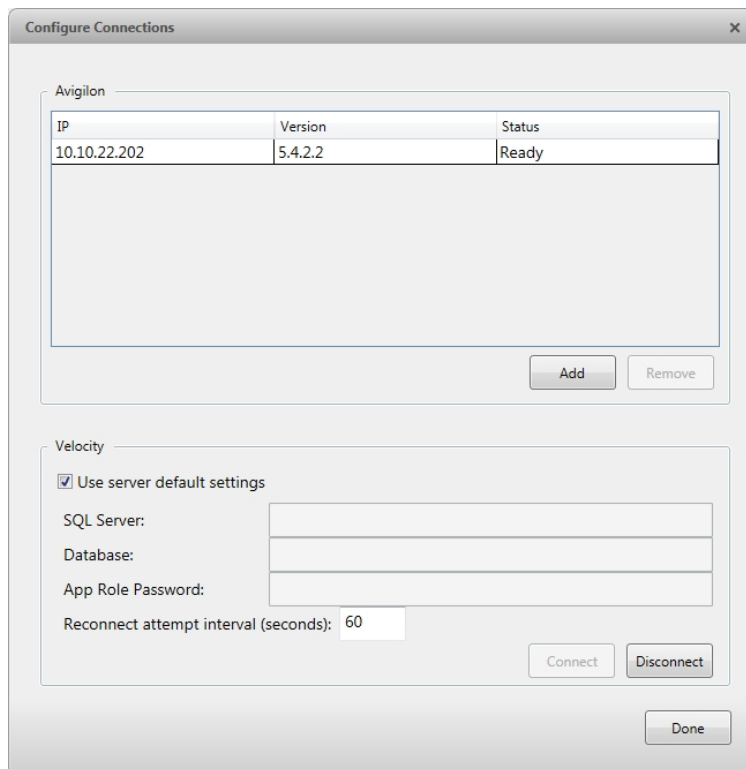 Configure Connections
Avigilon
IP Version Status
10.10.22.202 5.4.2.2 Ready
Add Remove
Velocity
Use server default settings
SQL Server:
Database:
App Role Password:
Reconnect attempt interval (seconds): 60
Connect Disconnect
Done